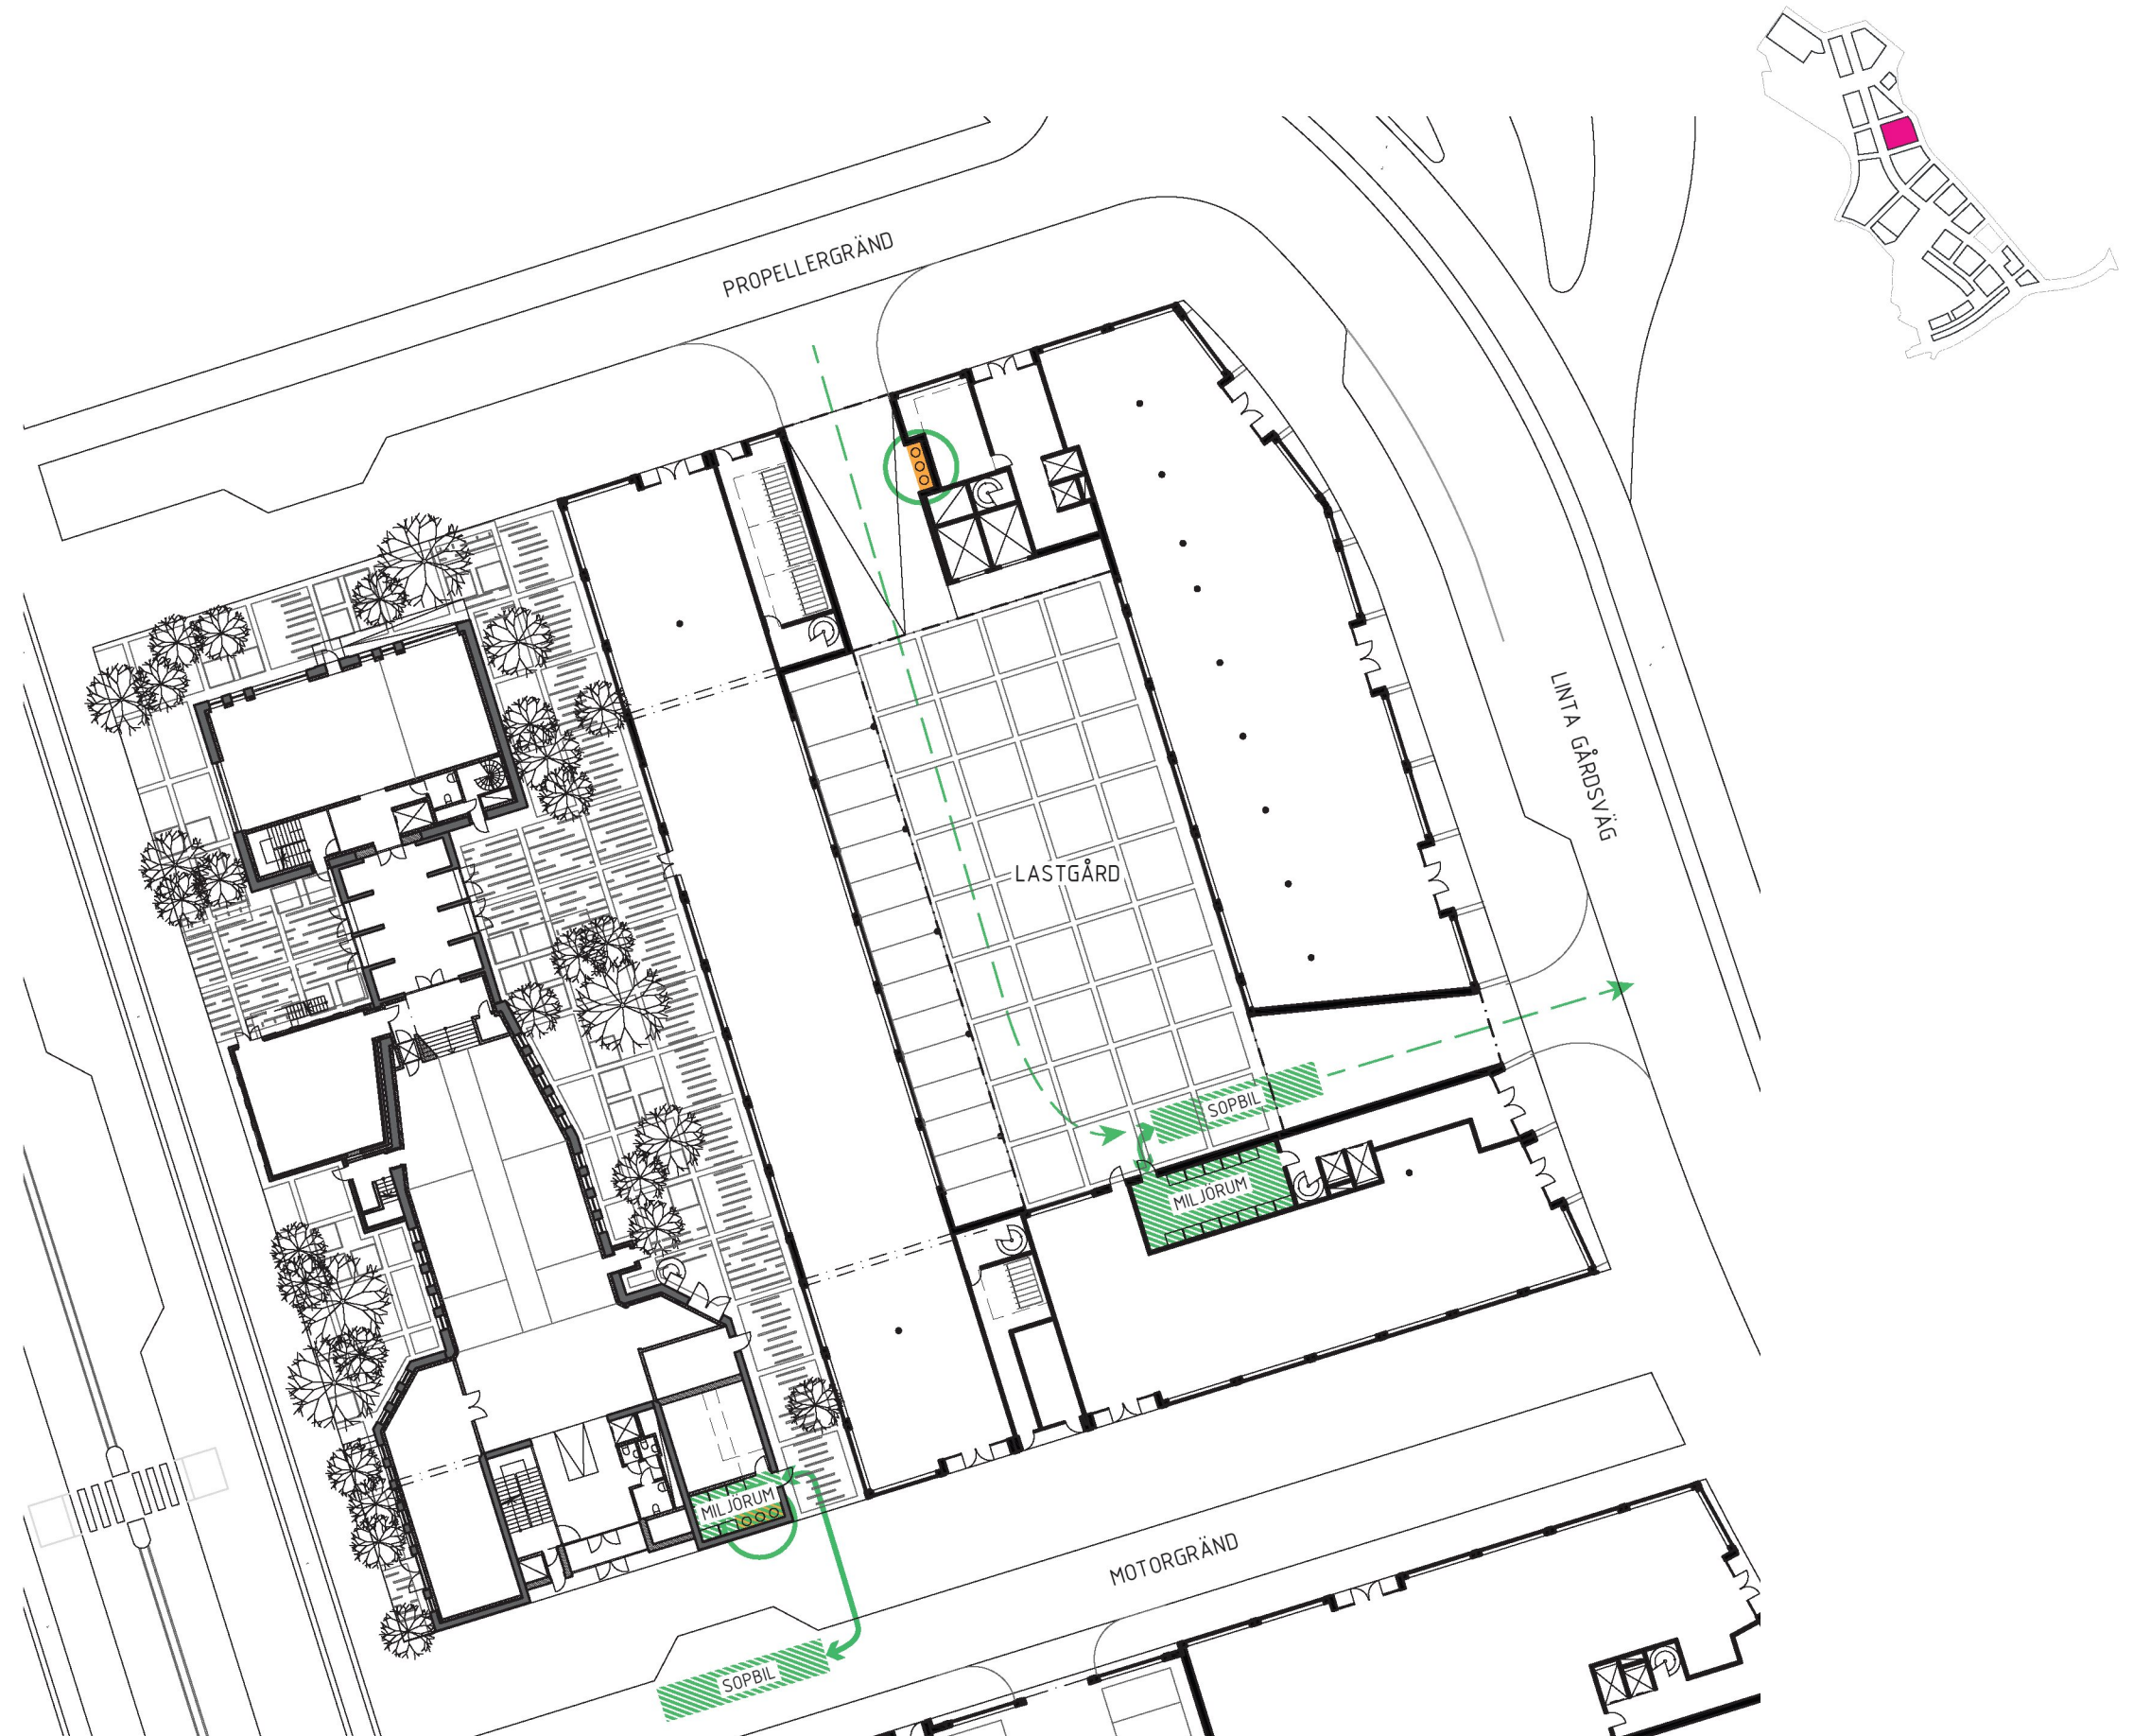 PROPELLERGRÄND
LINTA GÅRDSVÄG
LASTGÅRD
SOPBIL
MILJÖRUM
MILJÖRUM
MOTORGRÄND
SOPBIL